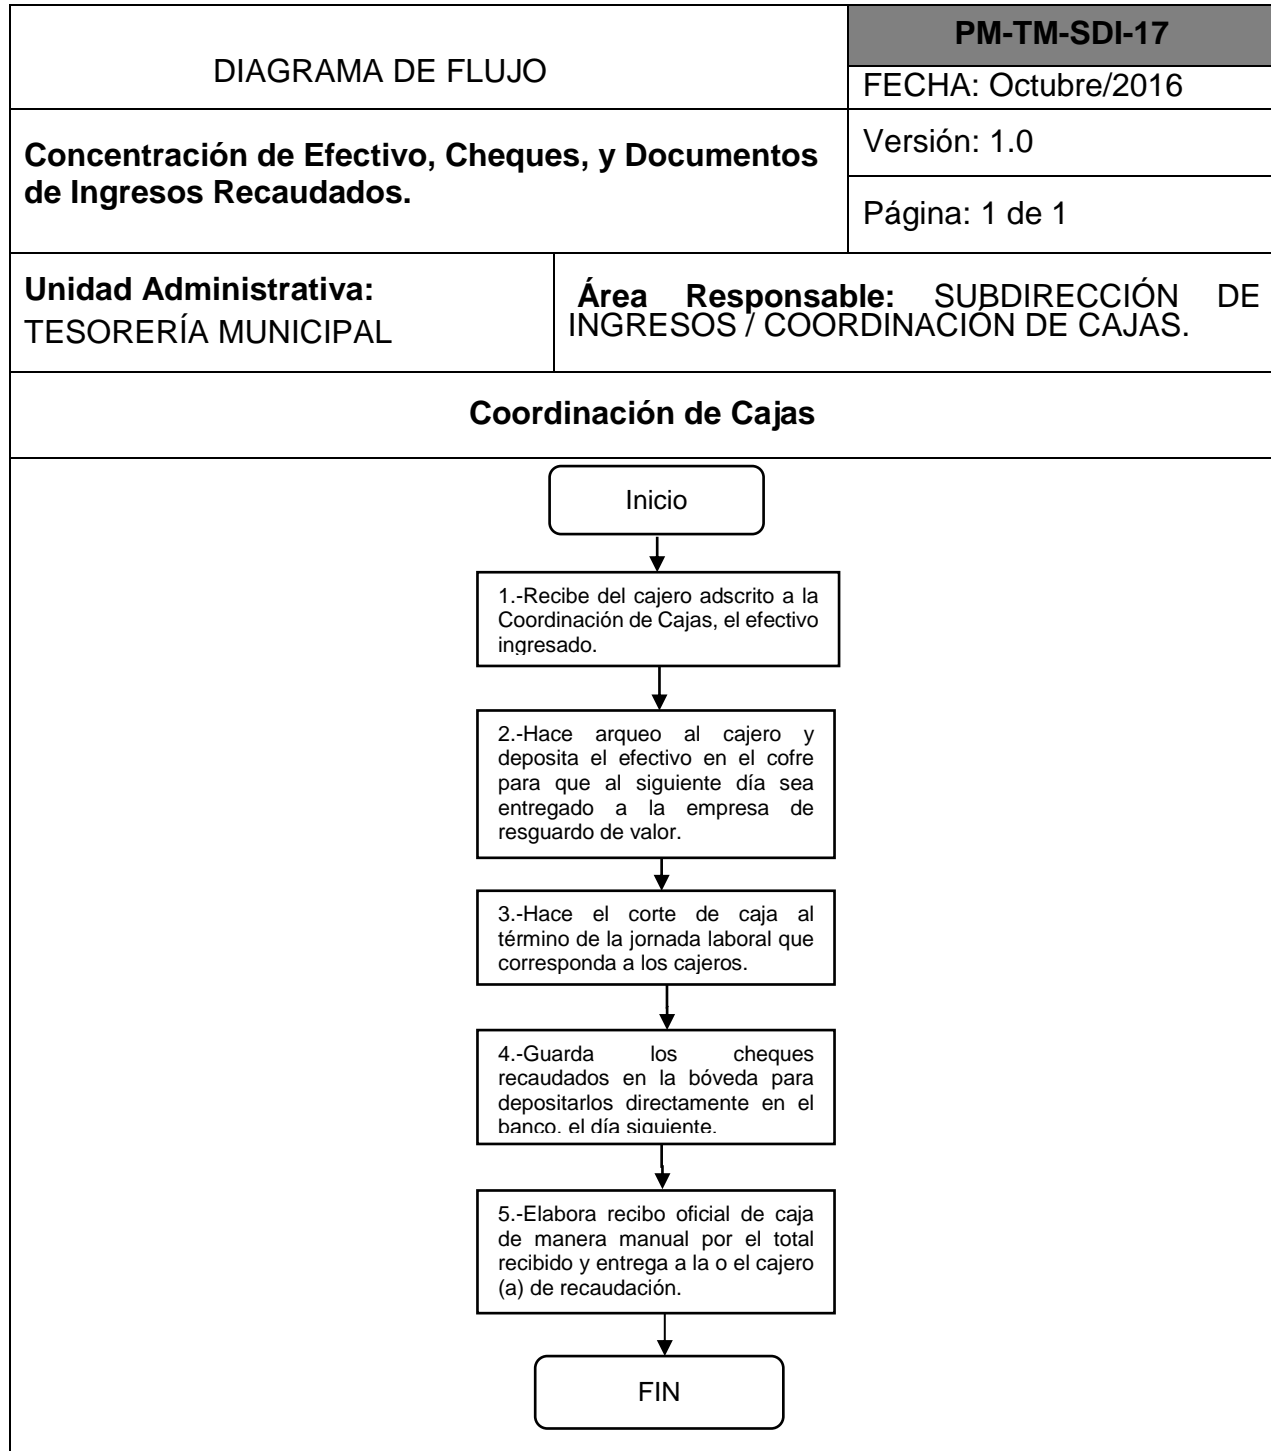 DIAGRAMA DE FLUJO
PM-TM-SDI-17
FECHA: Octubre/2016
Concentración de Efectivo, Cheques, y Documentos
de Ingresos Recaudados.
Versión: 1.0
Página: 1 de 1
Unidad Administrativa:
TESORERÍA MUNICIPAL
Área Responsable: SUBDIRECCIÓN DE
INGRESOS / COORDINACIÓN DE CAJAS.
Coordinación de Cajas
Inicio
1.-Recibe del cajero adscrito a la
Coordinación de Cajas, el efectivo
ingresado.
2.-Hace arqueo al cajero y
deposita el efectivo en el cofre
para que al siguiente día sea
entregado a la empresa de
resguardo de valor.
3.-Hace el corte de caja al
término de la jornada laboral que
corresponda a los cajeros.
4.-Guarda los cheques
recaudados en la bóveda para
depositarlos directamente en el
banco, el día siguiente.
5.-Elabora recibo oficial de caja
de manera manual por el total
recibido y entrega a la o el cajero
(a) de recaudación.
FIN